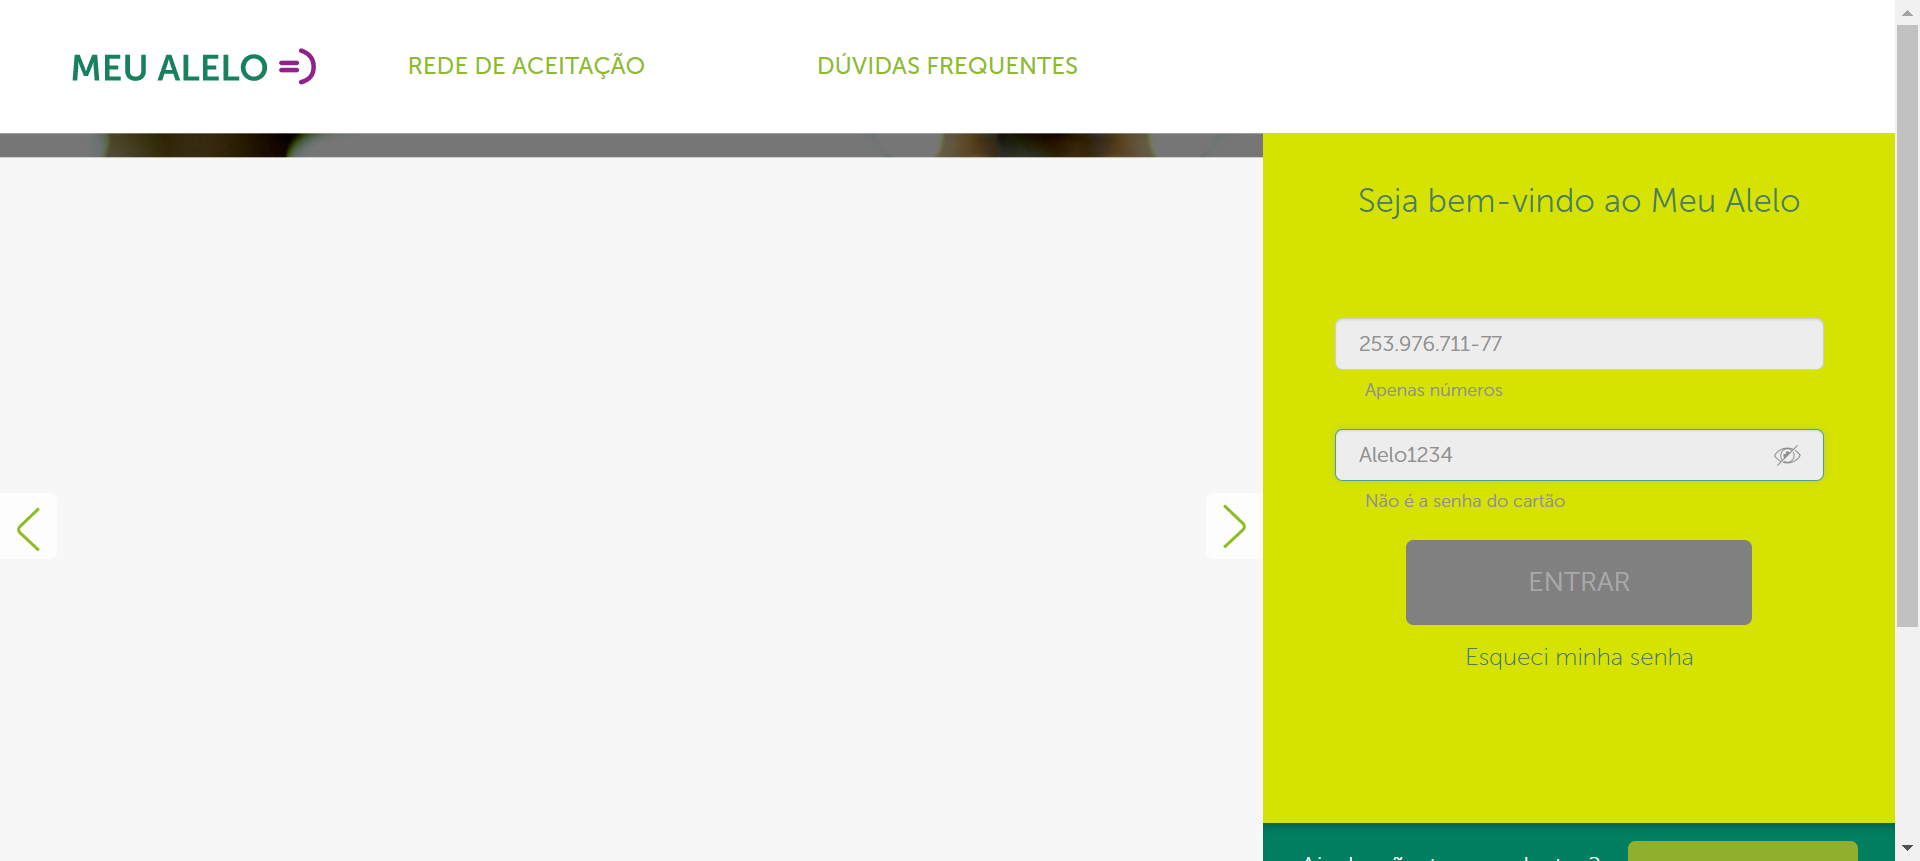 MEU ALELO
REDE DE ACEITAÇÃO
DÚVIDAS FREQUENTES
Seja bem-vindo ao Meu Alelo
253.976.711-77
Apenas números
Alelo1234
Não é a senha do cartão
ENTRAR
Esqueci minha senha